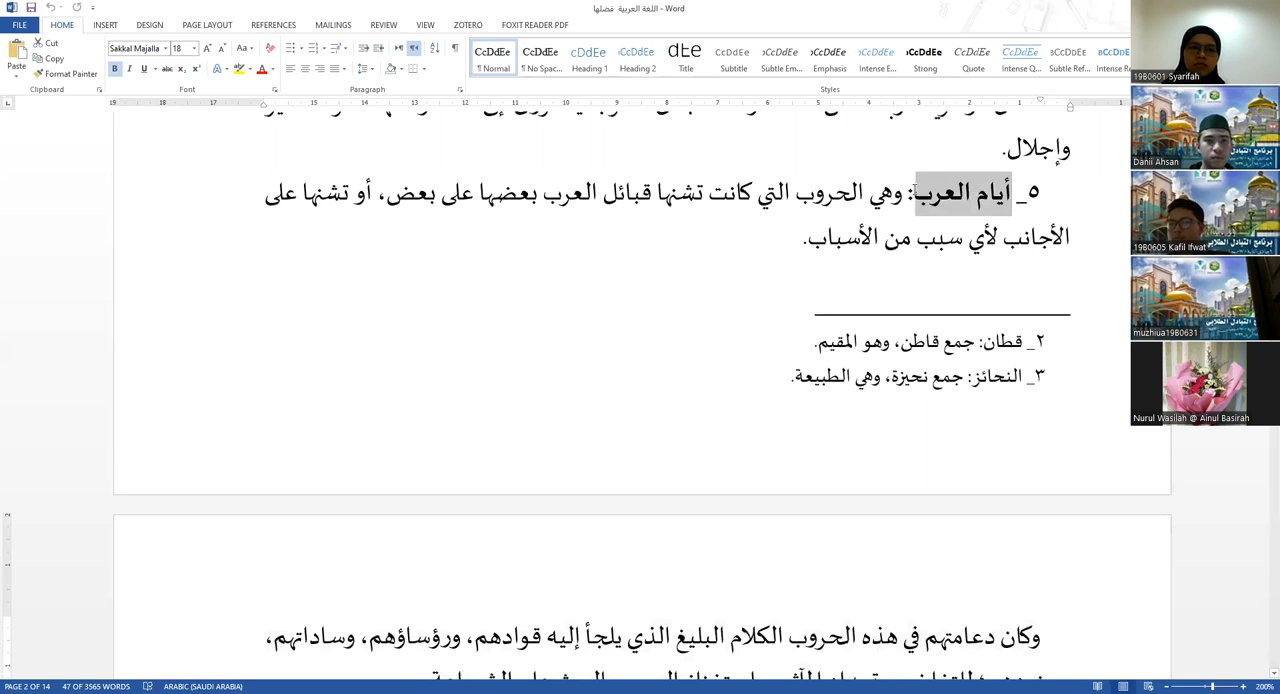 اللغة العربية فضلها - Word
FILE HOME INSERT DESIGN PAGE LAYOUT REFERENCES MAILINGS REVIEW VIEW ZOTERO FOXIT READER PDF
Paste
Cut
Copy
Format Painter
Clipboard
Sakkal Majalla 18
Font
Paragraph
Normal
No Spac...
Heading 1
Heading 2
Title
Subtitle
Subtle Em...
Emphasis
Intense E...
Strong
Quote
Intense Q...
Subtle Ref...
Intense R
Styles
وإجلال.
٥_ أيام العرب: وهي الحروب التي كانت تشنها قبائل العرب بعضها على بعض، أو تشنها على
الأجانب لأي سبب من الأسباب.
٢_ قطان: جمع قاطن، وهو المقيم.
٣_ النحائز: جمع نحيزة، وهي الطبيعة.
وكان دعامتهم في هذه الحروب الكلام البليغ الذي يلجأ إليه قوادهم، ورؤساؤهم، وساداتهم،
PAGE 2 OF 14 47 OF 3565 WORDS ARABIC (SAUDI ARABIA) 200%
19B0601 Syarifah
Danii Ahsan
19B0605 Kafil Ifwat
muzhiua19B0631
Nurul Wasilah @ Ainul Basirah